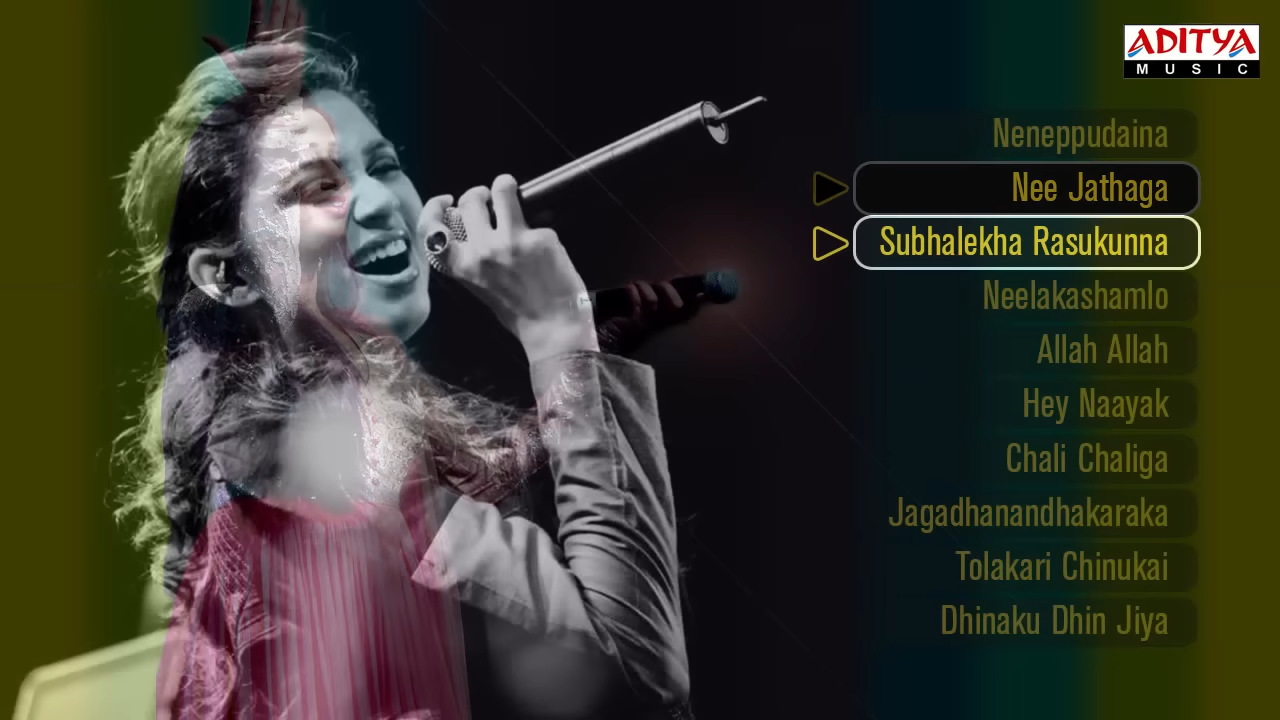 ADITYA
MUSIC
Neneppudaina
Nee Jathaga
Subhalekha Rasukunna
Neelakashamlo
Allah Allah
Hey Naayak
Chali Chaliga
Jagadhanandhakaraka
Tolakari Chinukai
Dhinaku Dhin Jiya